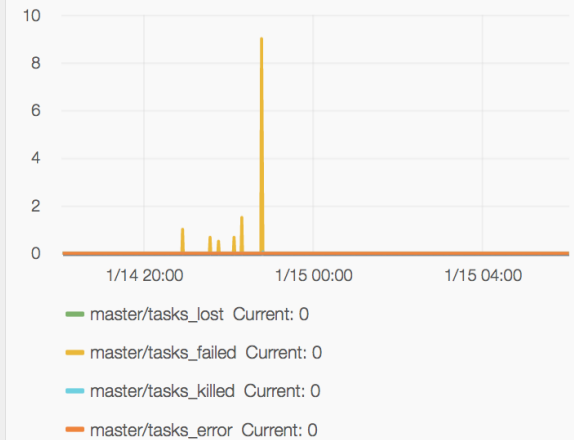 10
8
6
4
2
0
1/14 20:00 1/15 00:00 1/15 04:00
master/tasks_lost Current: 0
master/tasks_failed Current: 0
master/tasks_killed Current: 0
master/tasks_error Current: 0